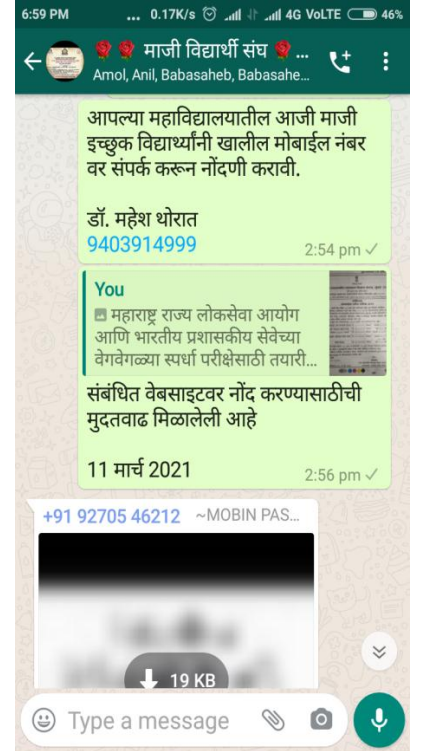 6:59 PM ... 0.17K/s 4G VoLTE 46%
माजी विद्यार्थी संघ ...
Amol, Anil, Babasaheb, Babasahe...
आपल्या महाविद्यालयातील आजी माजी
इच्छुक विद्यार्थ्यांनी खालील मोबाईल नंबर
वर संपर्क करून नोंदणी करावी.
डॉ. महेश थोरात
9403914999
2:54 pm
You
महाराष्ट्र राज्य लोकसेवा आयोग
आणि भारतीय प्रशासकीय सेवेच्या
वेगवेगळ्या स्पर्धा परीक्षेसाठी तयारी...
संबंधित वेबसाइटवर नोंद करण्यासाठीची
मुदतवाढ मिळालेली आहे
11 मार्च 2021
2:56 pm
+91 92705 46212 ~MOBIN PAS...
19 KB
Type a message